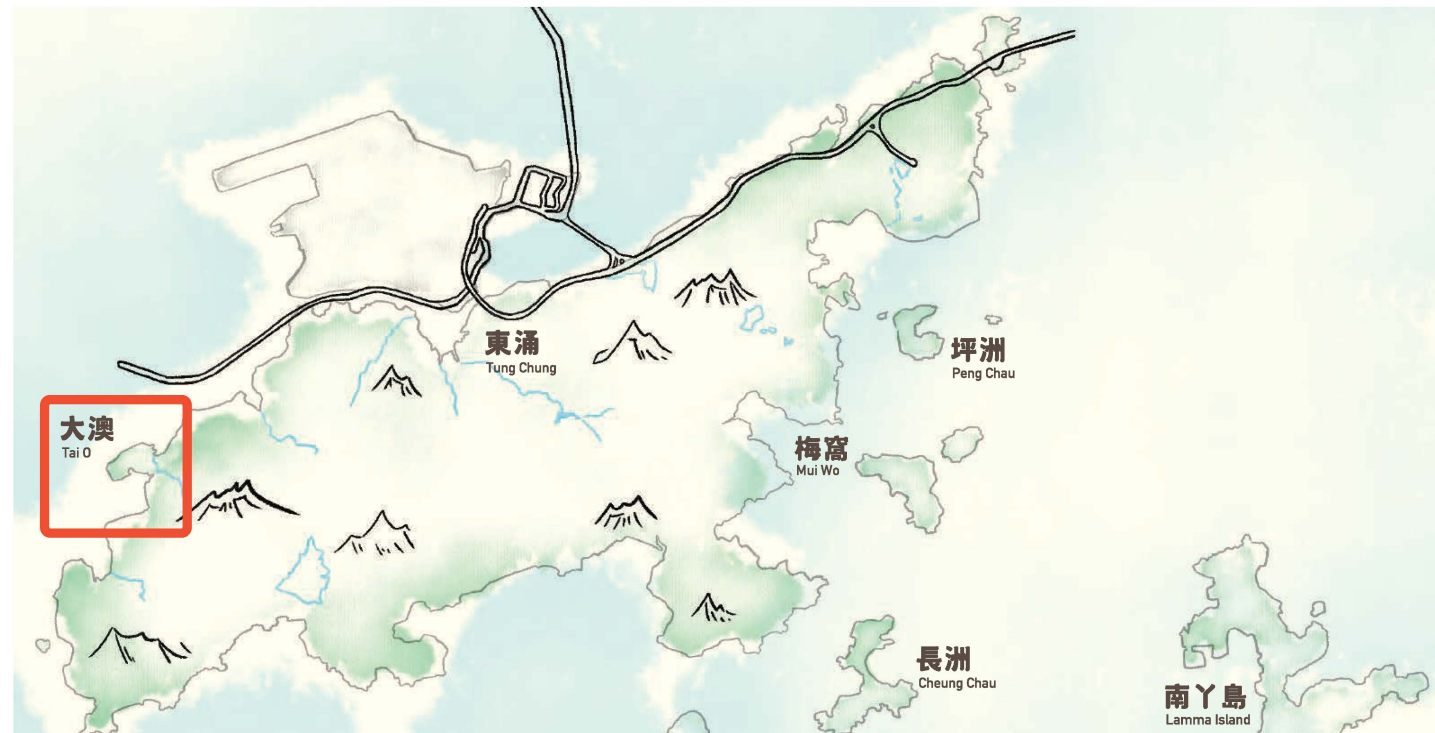 東涌
Tung Chung
坪洲
Peng Chau
大澳
Tai O
梅窩
Mui Wo
長洲
Cheung Chau
南丫島
Lamma Island